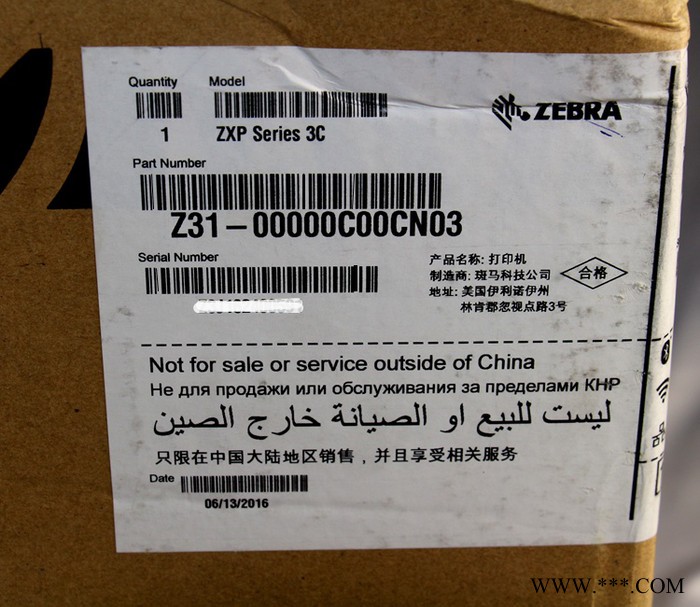 Quantity Model
ZEBRA
1 ZXP Series 3C
Part Number
Z31-00000C00CN03
Serial Number
产品名称: 打印机
制造商: 斑马科技公司
合格
地址: 美国伊利诺伊州
林肯郡忽视点路3号
Not for sale or service outside of China
Не для продажи или обслуживания за пределами КНР
ليست للبيع او الصيانة خارج الصين
只限在中国大陆地区销售，并且享受相关服务
Date
06/13/2016
WWW.***.COM